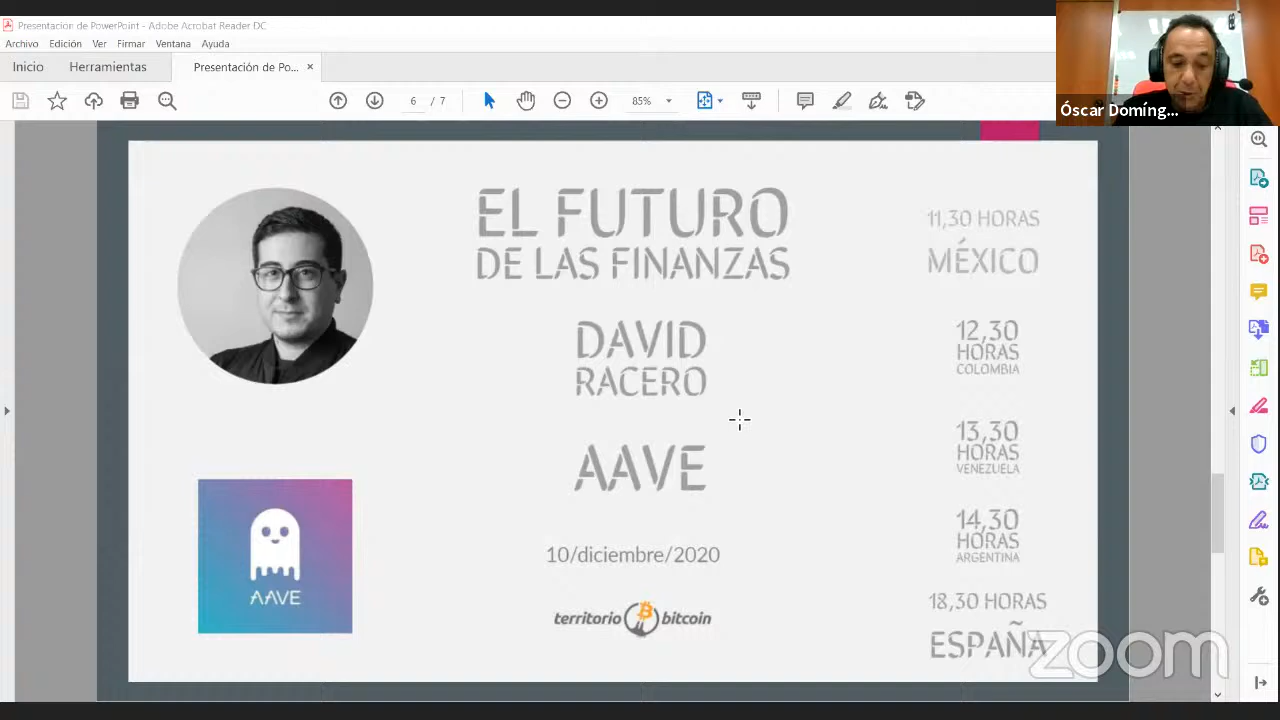 Presentación de PowerPoint - Adobe Acrobat Reader DC
Archivo Edición Ver Firmar Ventana Ayuda
Inicio Herramientas Presentación de Po... ×
6 / 7 85%
Óscar Domíng...
EL FUTURO
DE LAS FINANZAS
DAVID
RACERO
AAVE
10/diciembre/2020
territorio bitcoin
AAVE
11,30 HORAS
MÉXICO
12,30
HORAS
COLOMBIA
13,30
HORAS
VENEZUELA
14,30
HORAS
ARGENTINA
18,30 HORAS
ESPAÑA
zoom